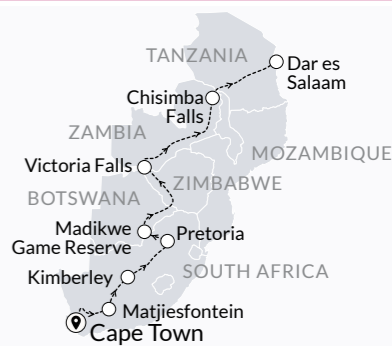 TANZANIA
Dar es
Salaam
Chisimba
Falls
ZAMBIA
MOZAMBIQUE
Victoria Falls
ZIMBABWE
BOTSWANA
Madikwe
Game Reserve
Pretoria
Kimberley
SOUTH AFRICA
Matjiesfontein
Cape Town